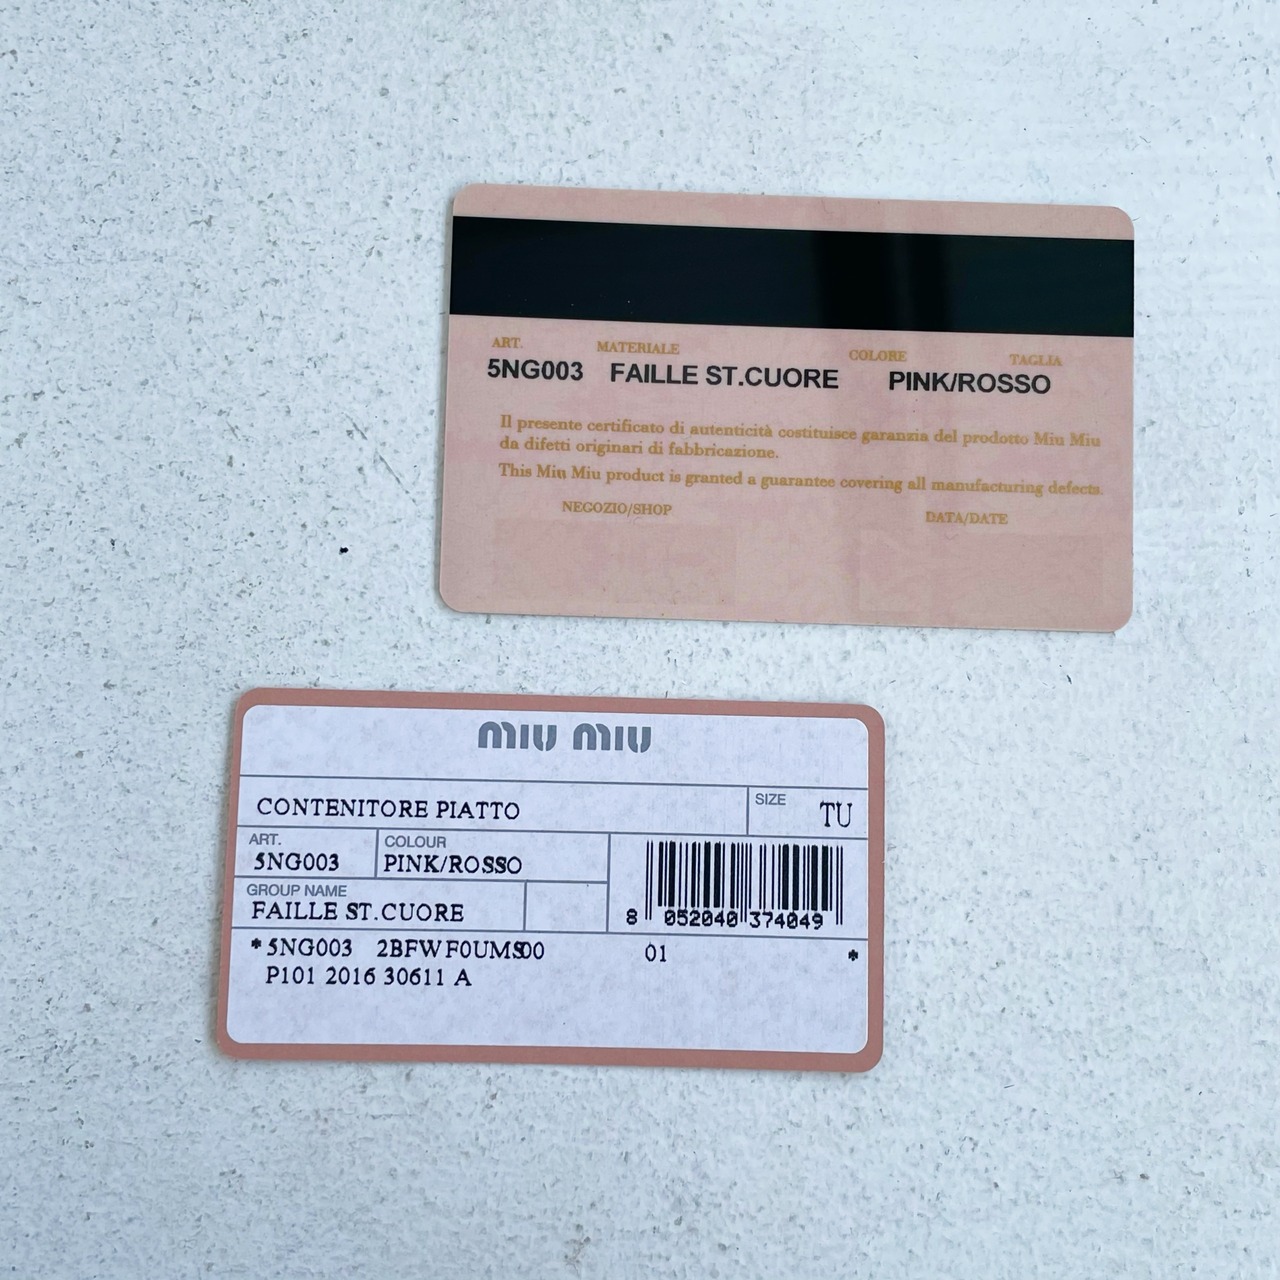 ART. MATERIALE COLORE TAGLIA
5NG003 FAILLE ST.CUORE PINK/ROSSO
Il presente certificato di autenticità costituisce garanzia del prodotto Miu Miu
da difetti originari di fabbricazione.
This Miu Miu product is granted a guarantee covering all manufacturing defects.
NEGOZIO/SHOP DATA/DATE
MIU MIU
CONTENITORE PIATTO SIZE TU
ART. COLOUR
5NG003 PINK/ROSSO
GROUP NAME
FAILLE ST.CUORE
8 052040 374049
*5NG003 2BFW F0UMS00 01 *
P101 2016 30611 A